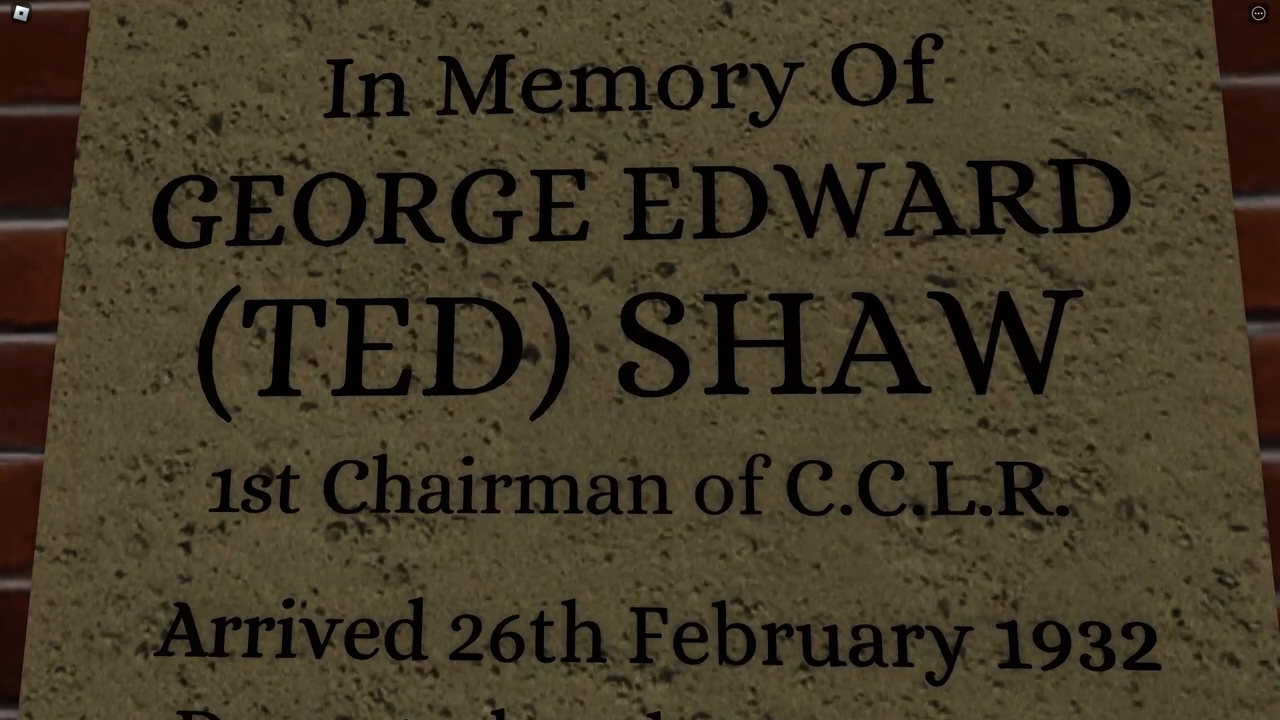 In Memory Of
GEORGE EDWARD
(TED) SHAW
1st Chairman of C.C.L.R.
Arrived 26th February 1932